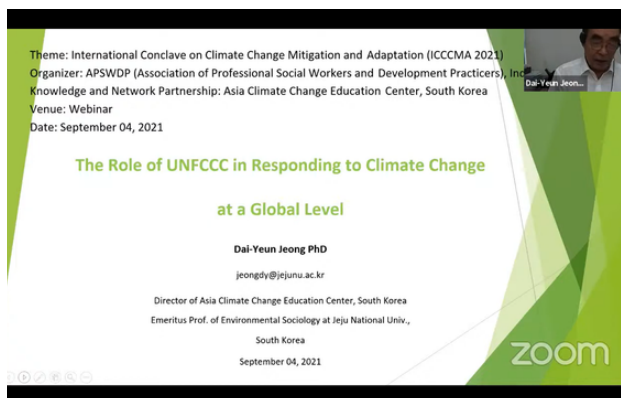 Theme: International Conclave on Climate Change Mitigation and Adaptation (ICCCMA 2021)
Organizer: APSWDP (Association of Professional Social Workers and Development Practicers), Ind
Knowledge and Network Partnership: Asia Climate Change Education Center, South Korea
Venue: Webinar
Date: September 04, 2021
Dai-Yeun Jeon...
The Role of UNFCCC in Responding to Climate Change
at a Global Level
Dai-Yeun Jeong PhD
jeongdy@jejunu.ac.kr
Director of Asia Climate Change Education Center, South Korea
Emeritus Prof. of Environmental Sociology at Jeju National Univ.,
South Korea
September 04, 2021
zoom